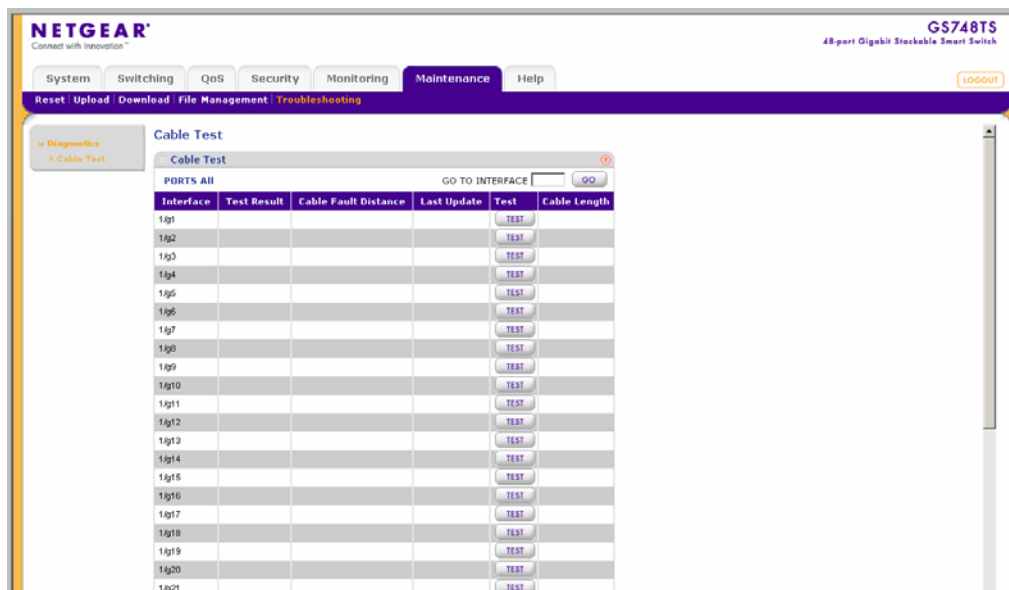 NETGEAR
GS748TS
Connect with Innovation™
48-port Gigabit Stackable Smart Switch
System Switching QoS Security Monitoring Maintenance Help
LOGOUT
Reset | Upload | Download | File Management | Troubleshooting
Diagnostics
Cable Test
Cable Test
Cable Test
PORTS All GO TO INTERFACE GO
Interface Test Result Cable Fault Distance Last Update Test Cable Length
1/g1 TEST
1/g2 TEST
1/g3 TEST
1/g4 TEST
1/g5 TEST
1/g6 TEST
1/g7 TEST
1/g8 TEST
1/g9 TEST
1/g10 TEST
1/g11 TEST
1/g12 TEST
1/g13 TEST
1/g14 TEST
1/g15 TEST
1/g16 TEST
1/g17 TEST
1/g18 TEST
1/g19 TEST
1/g20 TEST
1/g21 TEST